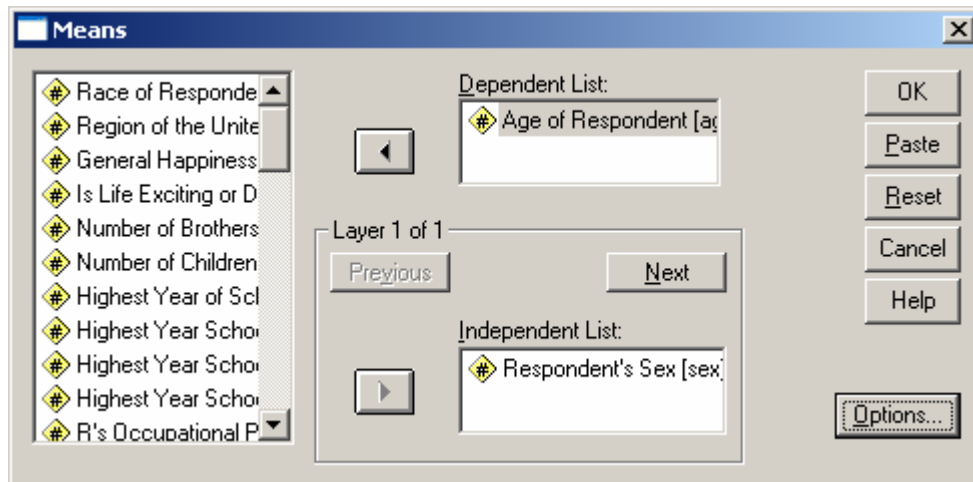 Means
Race of Responde
Region of the Unite
General Happiness
Is Life Exciting or D
Number of Brothers
Number of Children
Highest Year of Scl
Highest Year Schoo
Highest Year Schoo
Highest Year Schoo
R's Occupational P
Dependent List:
Age of Respondent [ag
Layer 1 of 1
Previous
Next
Independent List:
Respondent's Sex [sex]
OK
Paste
Reset
Cancel
Help
Options...